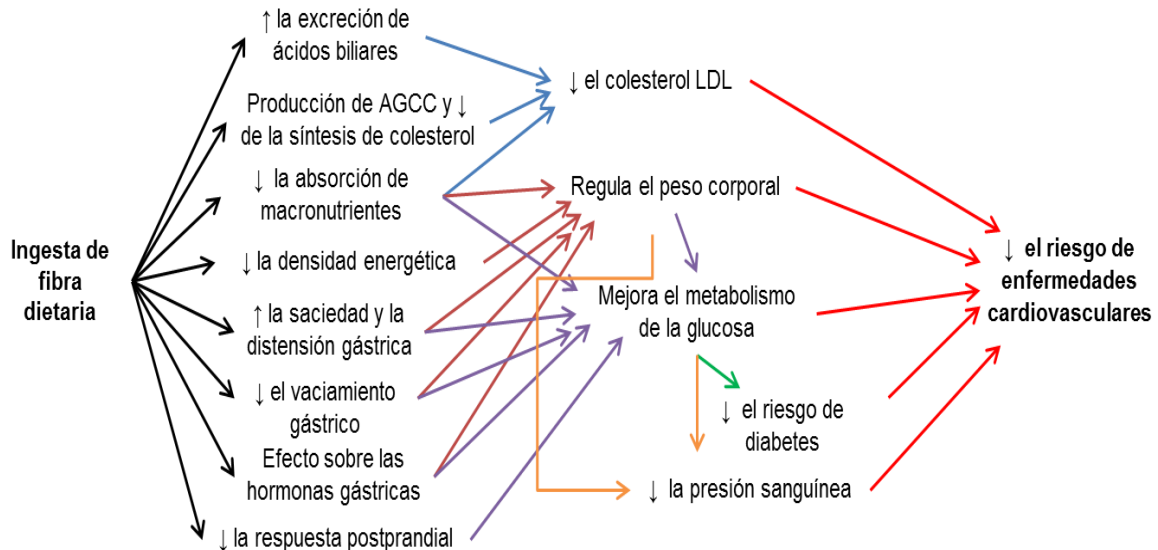 Ingesta de
fibra
dietaria
↑ la excreción de
ácidos biliares
Producción de AGCC y ↓
de la síntesis de colesterol
↓ la absorción de
macronutrientes
↓ la densidad energética
↑ la saciedad y la
distensión gástrica
↓ el vaciamiento
gástrico
Efecto sobre las
hormonas gástricas
↓ la respuesta postprandial
↓ el colesterol LDL
Regula el peso corporal
Mejora el metabolismo
de la glucosa
↓ el riesgo de
diabetes
↓ la presión sanguínea
↓ el riesgo de
enfermedades
cardiovasculares